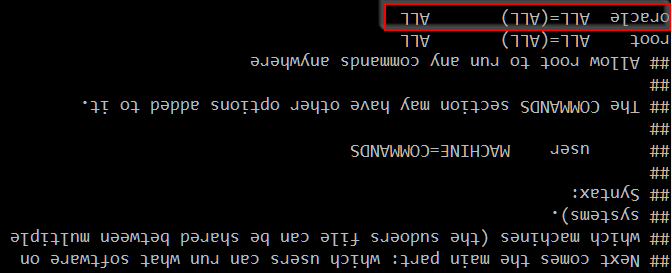 ## Next comes the main part: which users can run what software on
## which machines (the sudoers file can be shared between multiple
## systems).
## Syntax:
##
##      user    MACHINE=COMMANDS
##
## The COMMANDS section may have other options added to it.
##
## Allow root to run any commands anywhere
root    ALL=(ALL)       ALL
oracle  ALL=(ALL)       ALL